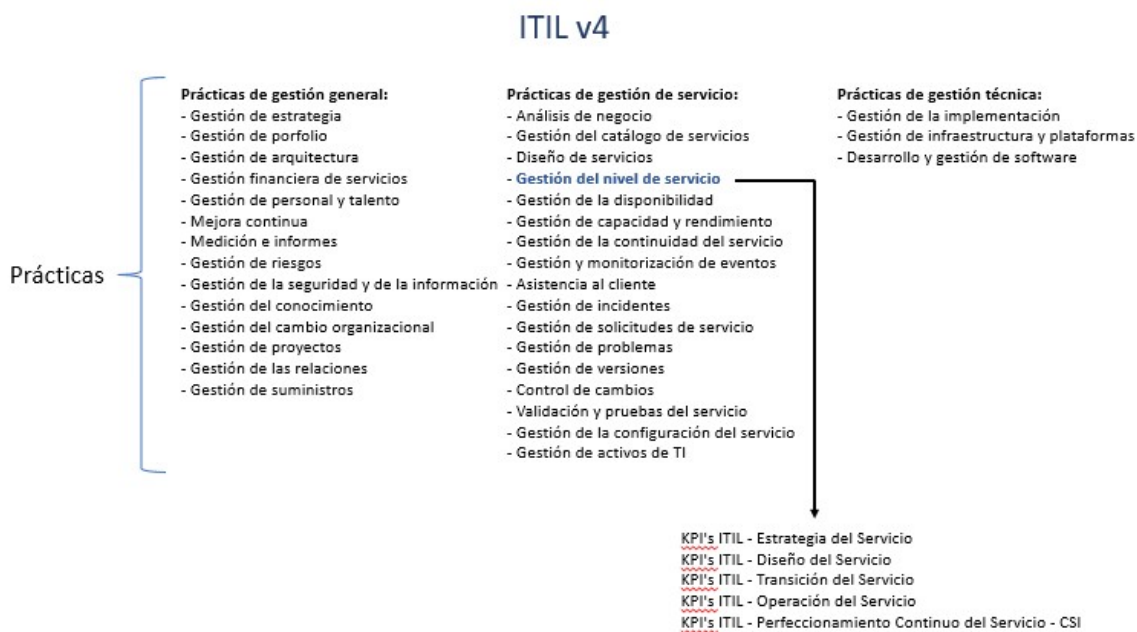 ITIL v4
Prácticas
Prácticas de gestión general:
- Gestión de estrategia
- Gestión de porfolio
- Gestión de arquitectura
- Gestión financiera de servicios
- Gestión de personal y talento
- Mejora continua
- Medición e informes
- Gestión de riesgos
- Gestión de la seguridad y de la información
- Gestión del conocimiento
- Gestión del cambio organizacional
- Gestión de proyectos
- Gestión de las relaciones
- Gestión de suministros
Prácticas de gestión de servicio:
- Análisis de negocio
- Gestión del catálogo de servicios
- Diseño de servicios
- Gestión del nivel de servicio
- Gestión de la disponibilidad
- Gestión de capacidad y rendimiento
- Gestión de la continuidad del servicio
- Gestión y monitorización de eventos
- Asistencia al cliente
- Gestión de incidentes
- Gestión de solicitudes de servicio
- Gestión de problemas
- Gestión de versiones
- Control de cambios
- Validación y pruebas del servicio
- Gestión de la configuración del servicio
- Gestión de activos de TI
Prácticas de gestión técnica:
- Gestión de la implementación
- Gestión de infraestructura y plataformas
- Desarrollo y gestión de software
KPI's ITIL - Estrategia del Servicio
KPI's ITIL - Diseño del Servicio
KPI's ITIL - Transición del Servicio
KPI's ITIL - Operación del Servicio
KPI's ITIL - Perfeccionamiento Continuo del Servicio - CSI